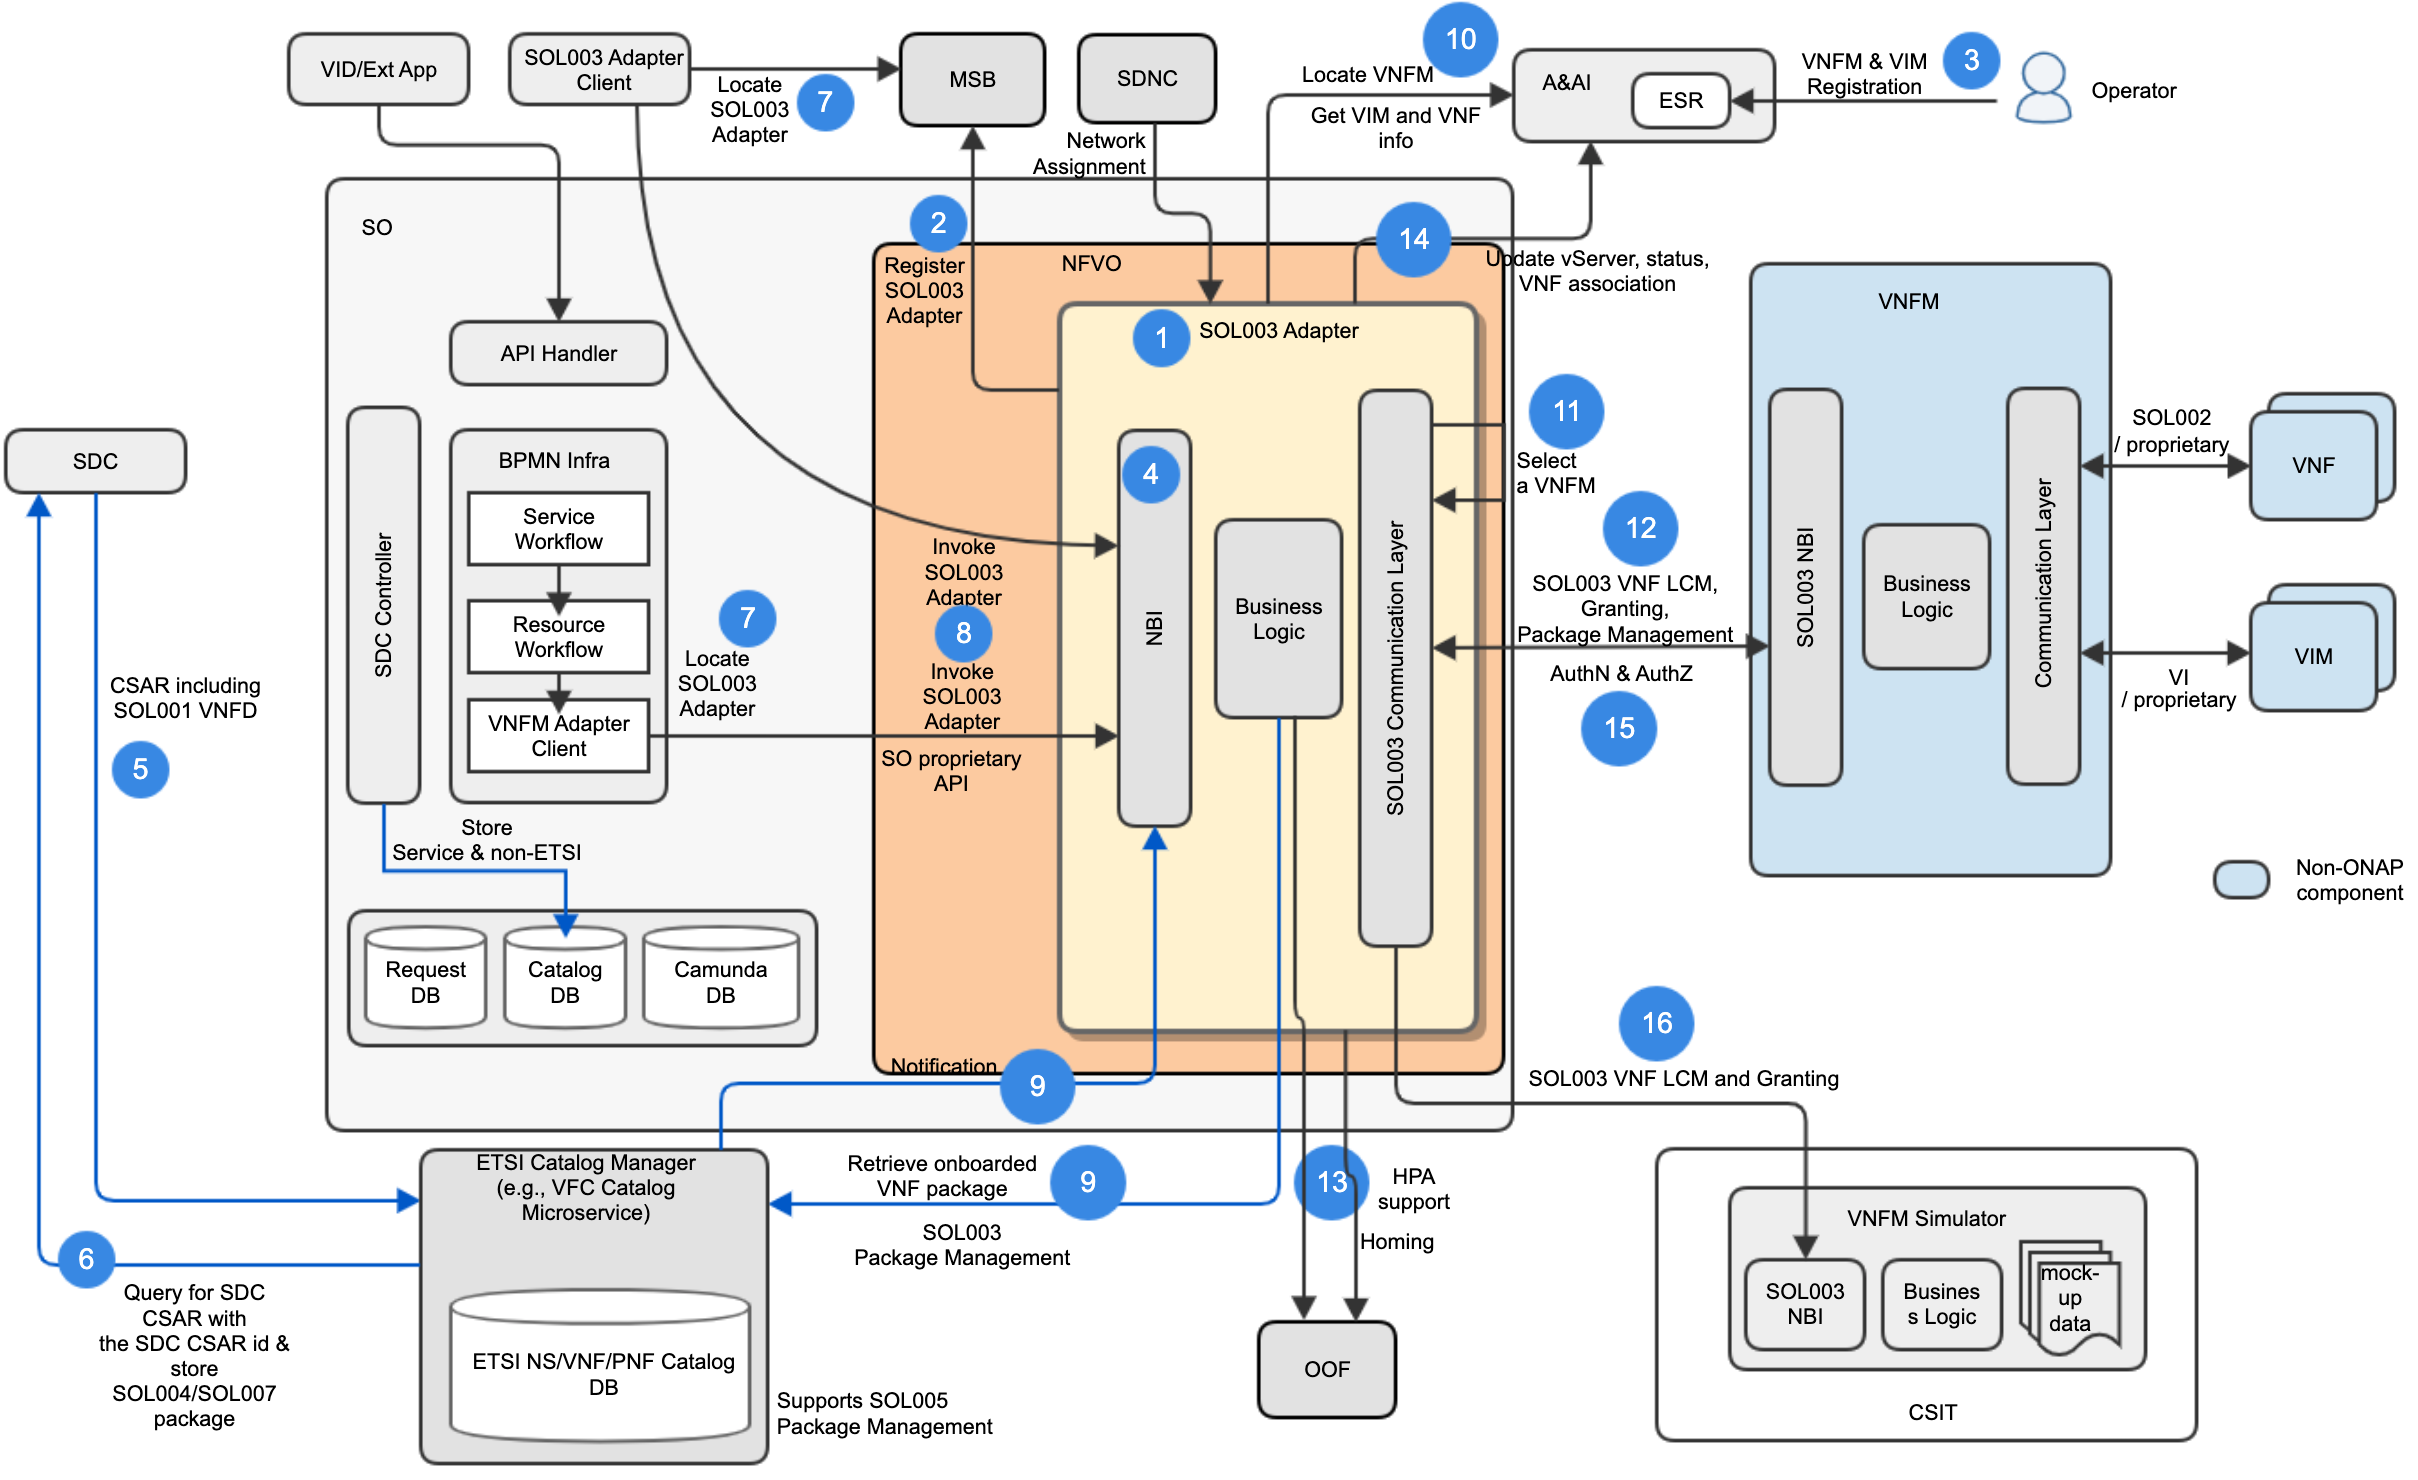 VID/Ext App
SOL003 Adapter
Client
Locate
SOL003
Adapter
7
MSB
SDNC
Network
Assignment
10
Locate VNFM
Get VIM and VNF
info
A&AI
ESR
VNFM & VIM
Registration
3
Operator
SO
2
Register
SOL003
Adapter
NFVO
14
Update vServer, status,
VNF association
1
SOL003 Adapter
API Handler
SDC
SDC Controller
BPMN Infra
Service
Workflow
Resource
Workflow
VNFM Adapter
Client
7
Locate
SOL003
Adapter
Invoke
SOL003
Adapter
8
Invoke
SOL003
Adapter
SO proprietary
API
4
NBI
Business
Logic
SOL003 Communication Layer
11
Select
a VNFM
12
SOL003 VNF LCM,
Granting,
Package Management
AuthN & AuthZ
15
VNFM
SOL003 NBI
Business
Logic
Communication Layer
SOL002
/ proprietary
VNF
VI
/ proprietary
VIM
Non-ONAP
component
CSAR including
SOL001 VNFD
5
Store
Service & non-ETSI
Request
DB
Catalog
DB
Camunda
DB
Notification
9
16
SOL003 VNF LCM and Granting
ETSI Catalog Manager
(e.g., VFC Catalog
Microservice)
Retrieve onboarded
VNF package
9
SOL003
Package Management
13
HPA
support
Homing
6
Query for SDC
CSAR with
the SDC CSAR id &
store
SOL004/SOL007
package
ETSI NS/VNF/PNF Catalog
DB
Supports SOL005
Package Management
OOF
VNFM Simulator
SOL003
NBI
Busines
s Logic
mock-
up
data
CSIT